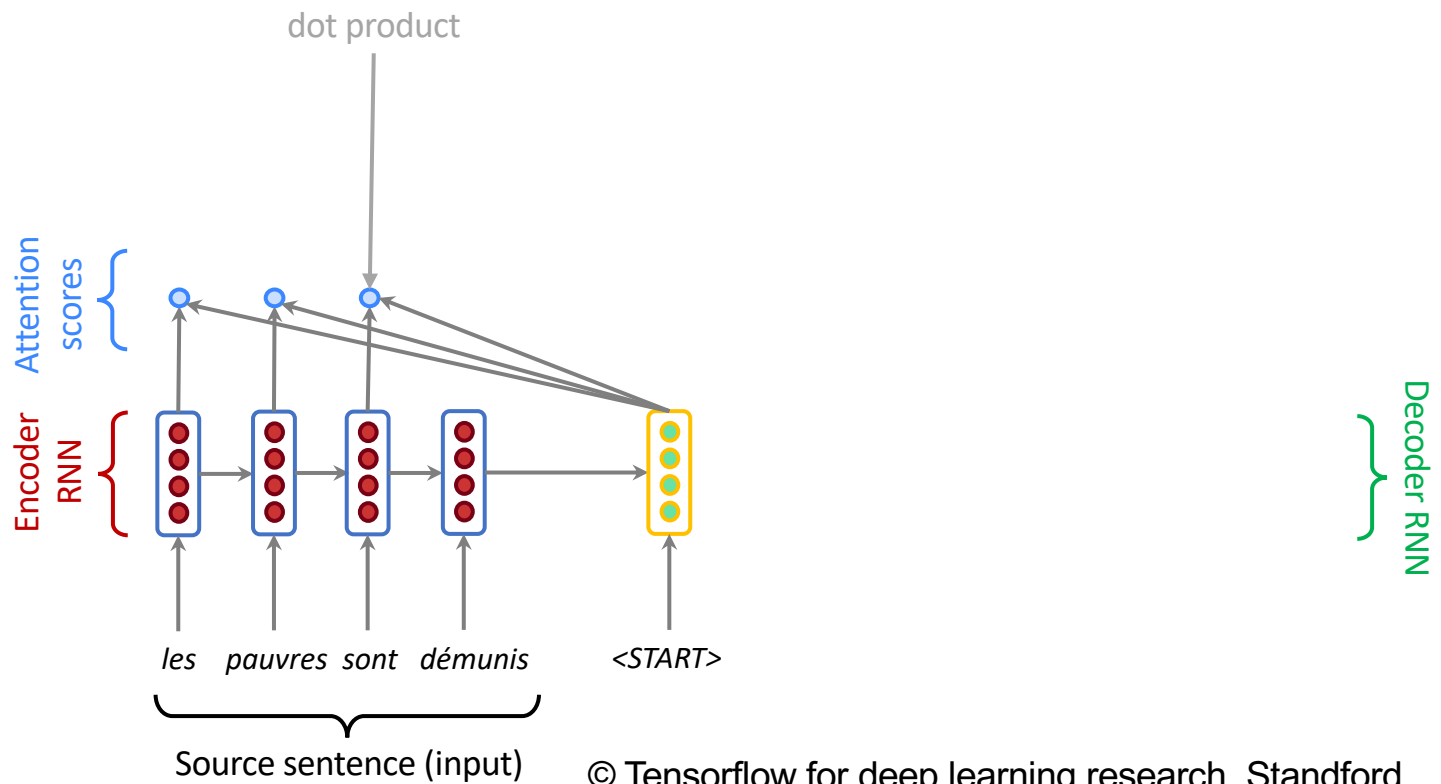 dot product
Attention
scores
Encoder
RNN
Decoder RNN
les pauvres sont démunis <START>
Source sentence (input)
© Tensorflow for deep learning research. Standford